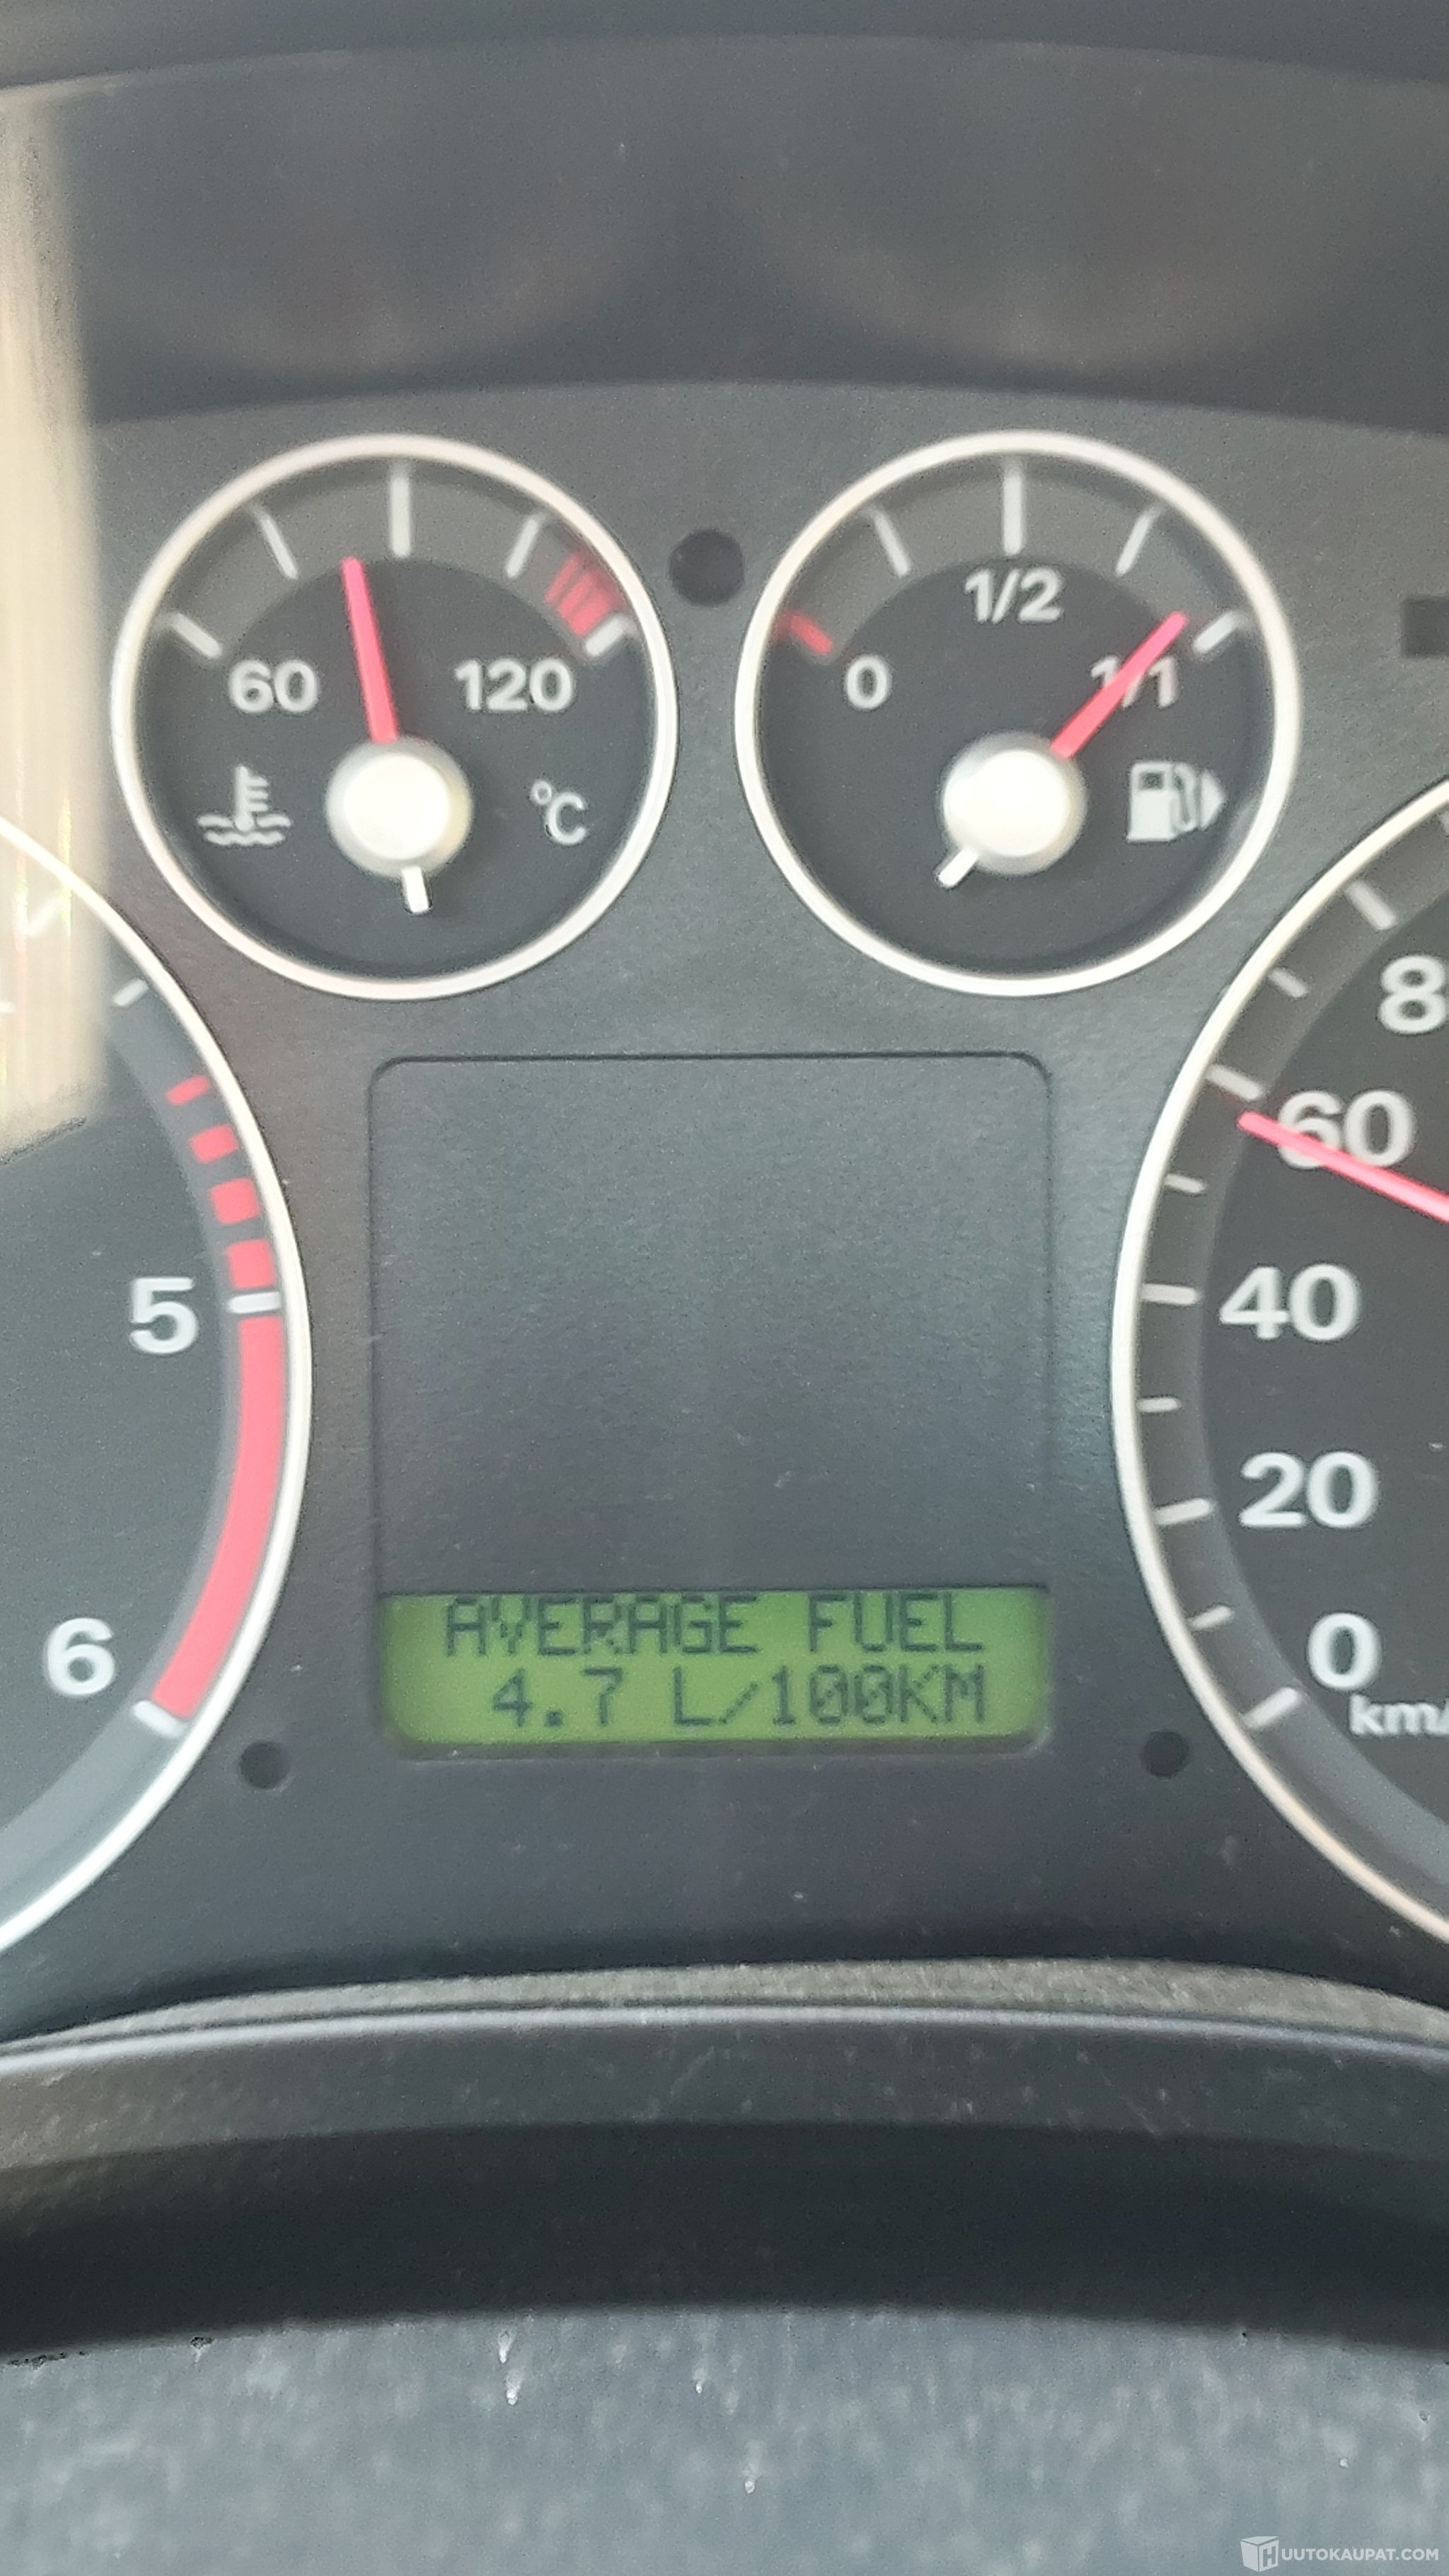 1/2
60 120
0 1/1
°C
8
60
5
40
20
6
0
km/
AVERAGE FUEL
4.7 L/100KM
HUUTOKAUPAT.COM